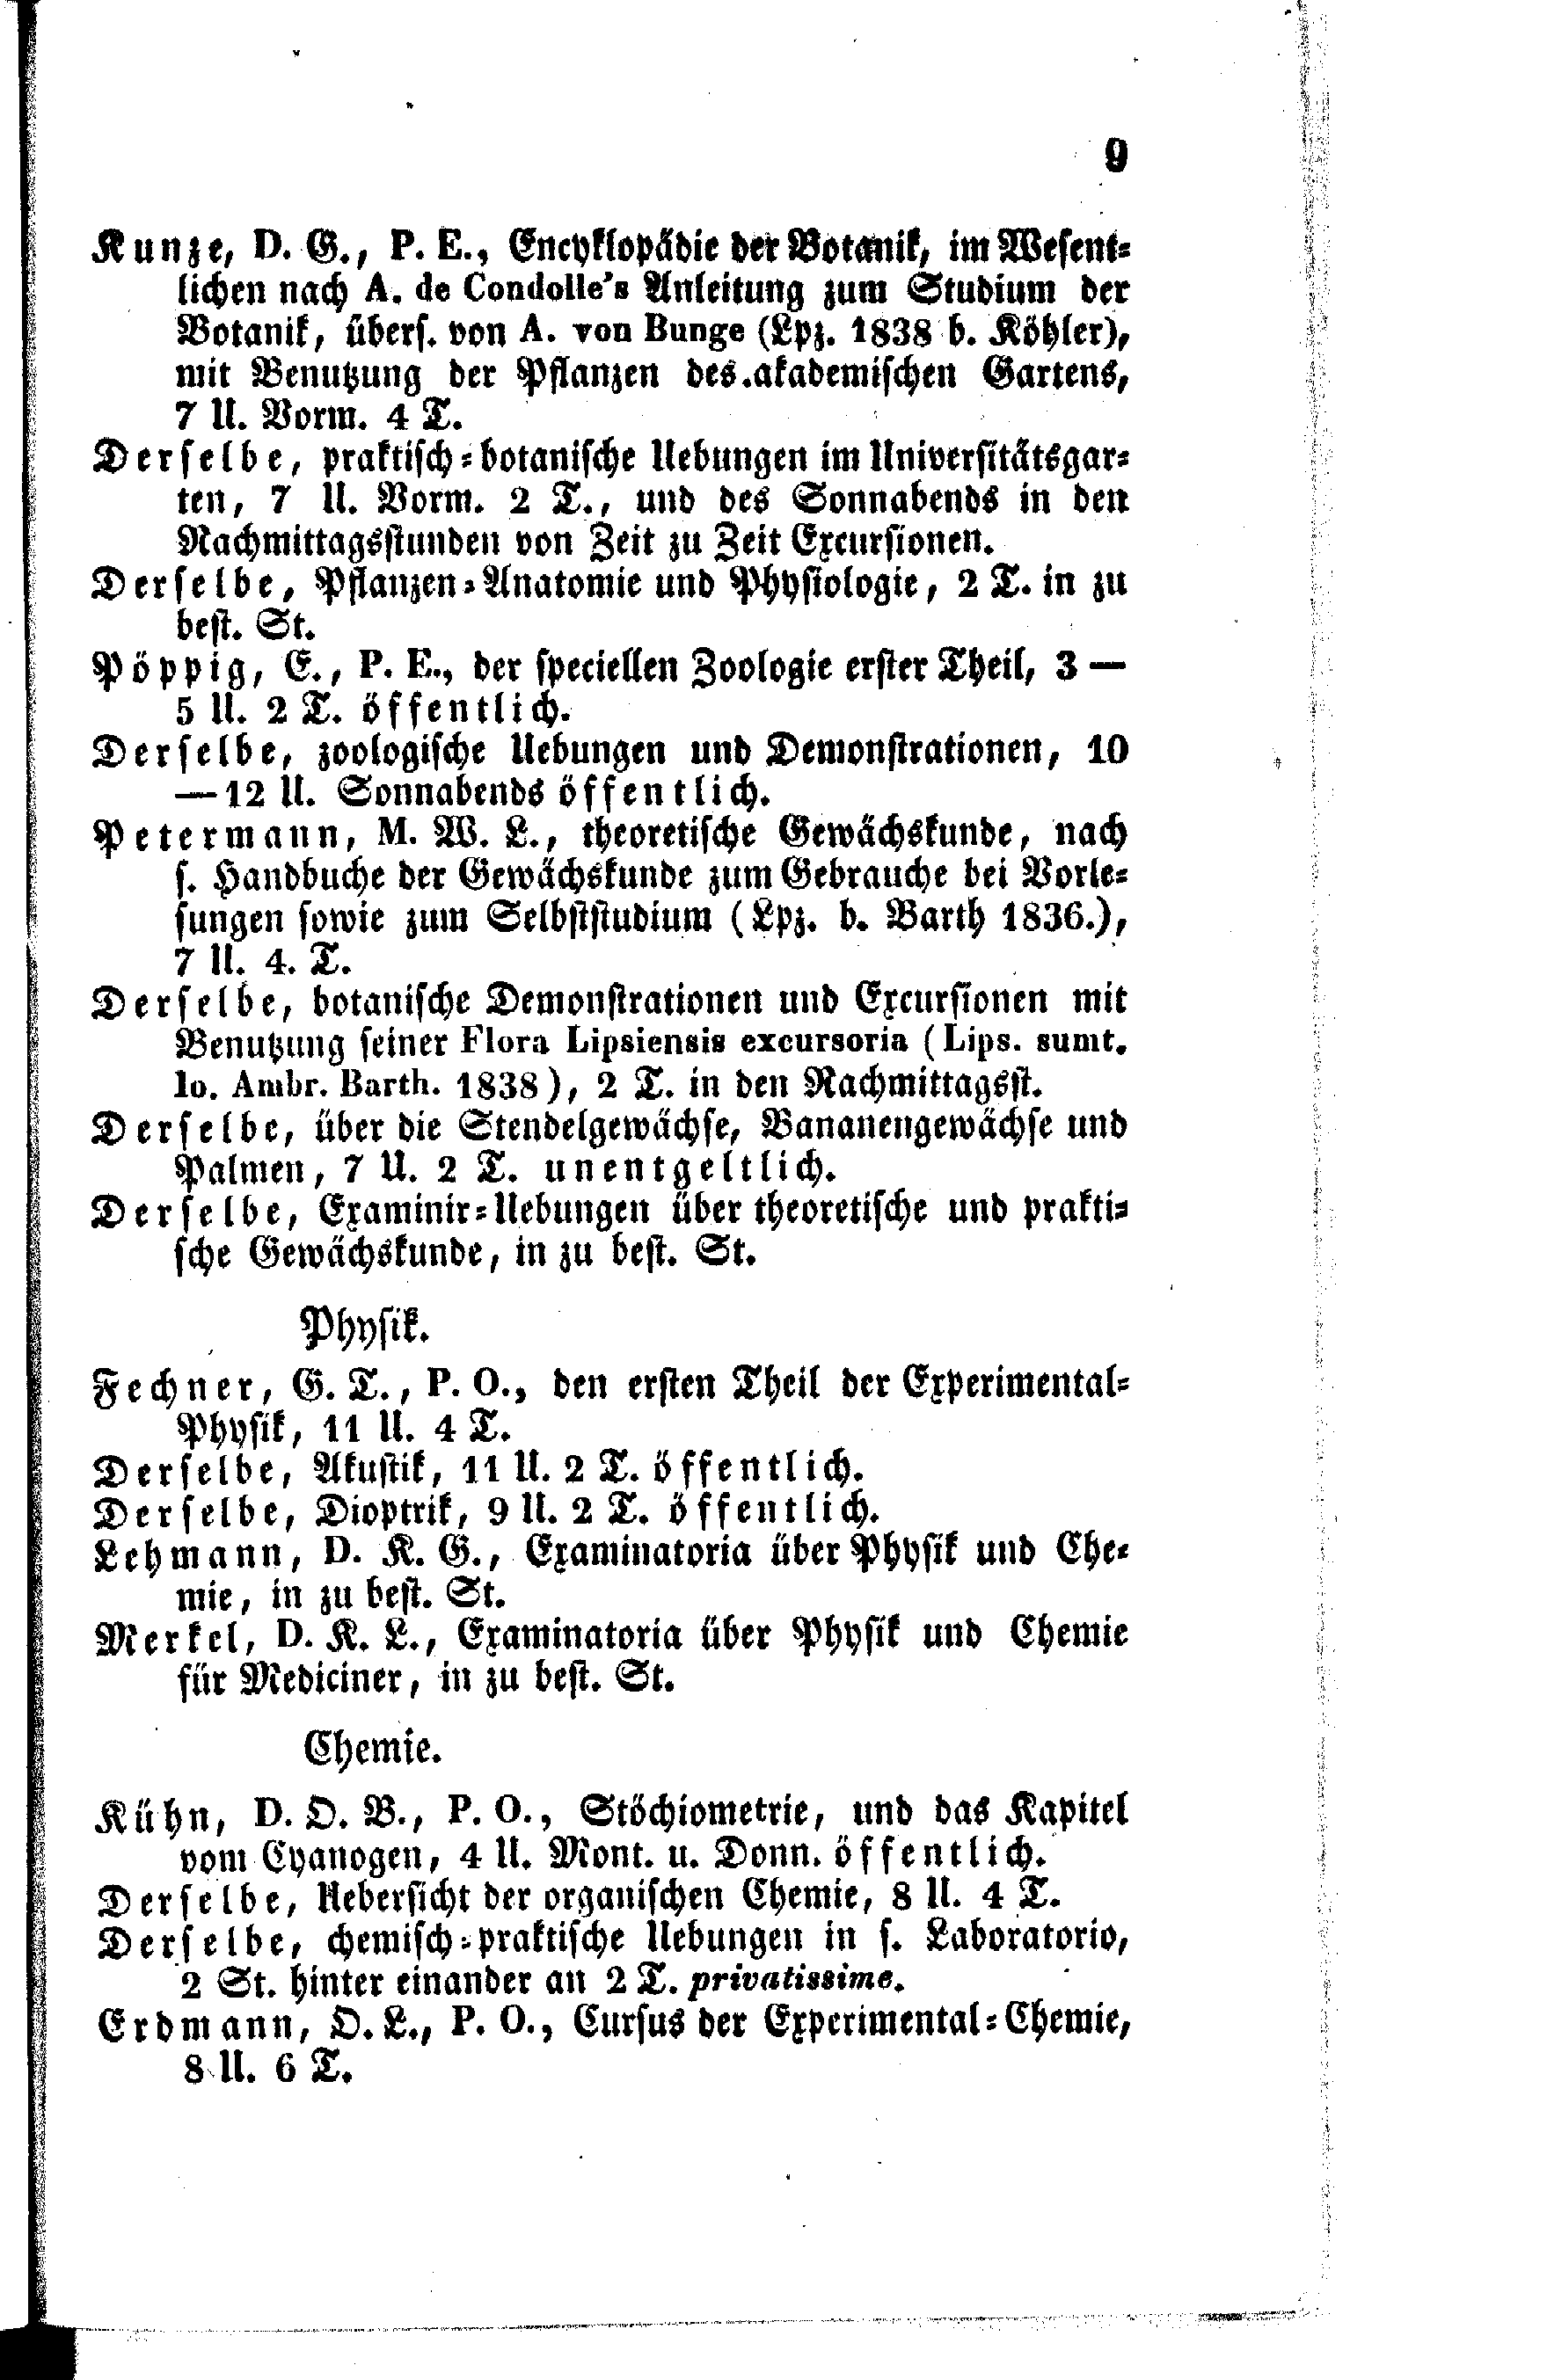 9
Kunze, D. G., P. E., Encyklopädie der Botanik, im Wesent-
lichen nach A. de Condolle's Anleitung zum Studium der
Botanik, übers. von A. von Bunge (Lpz. 1838 b. Köhler),
mit Benutzung der Pflanzen des akademischen Gartens,
7 U. Vorm. 4 T.
Derselbe, praktisch-botanische Uebungen im Universitätsgar-
ten, 7 U. Vorm. 2 T., und des Sonnabends in den
Nachmittagsstunden von Zeit zu Zeit Excursionen.
Derselbe, Pflanzen-Anatomie und Physiologie, 2 T. in zu
best. St.
Pöppig, E., P. E., der speciellen Zoologie erster Theil, 3 —
5 U. 2 T. öffentlich.
Derselbe, zoologische Uebungen und Demonstrationen, 10
— 12 U. Sonnabends öffentlich.
Petermann, M. W. L., theoretische Gewächskunde, nach
s. Handbuche der Gewächskunde zum Gebrauche bei Vorle-
sungen sowie zum Selbststudium (Lpz. b. Barth 1836.),
7 U. 4. T.
Derselbe, botanische Demonstrationen und Excursionen mit
Benutzung seiner Flora Lipsiensis excursoria (Lips. sumt.
Io. Ambr. Barth. 1838), 2 T. in den Nachmittagsst.
Derselbe, über die Stendelgewächse, Bananengewächse und
Palmen, 7 U. 2 T. unentgeltlich.
Derselbe, Examinir-Uebungen über theoretische und prakti-
sche Gewächskunde, in zu best. St.
Physik.
Fechner, G. T., P. O., den ersten Theil der Experimental-
Physik, 11 U. 4 T.
Derselbe, Akustik, 11 U. 2 T. öffentlich.
Derselbe, Dioptrik, 9 U. 2 T. öffentlich.
Lehmann, D. K. G., Examinatoria über Physik und Che-
mie, in zu best. St.
Merkel, D. K. L., Examinatoria über Physik und Chemie
für Mediciner, in zu best. St.
Chemie.
Kühn, D. O. B., P. O., Stöchiometrie, und das Kapitel
vom Cyanogen, 4 U. Mont. u. Donn. öffentlich.
Derselbe, Uebersicht der organischen Chemie, 8 U. 4 T.
Derselbe, chemisch-praktische Uebungen in s. Laboratorio,
2 St. hinter einander an 2 T. privatissime.
Erdmann, O. L., P. O., Cursus der Experimental-Chemie,
8 U. 6 T.